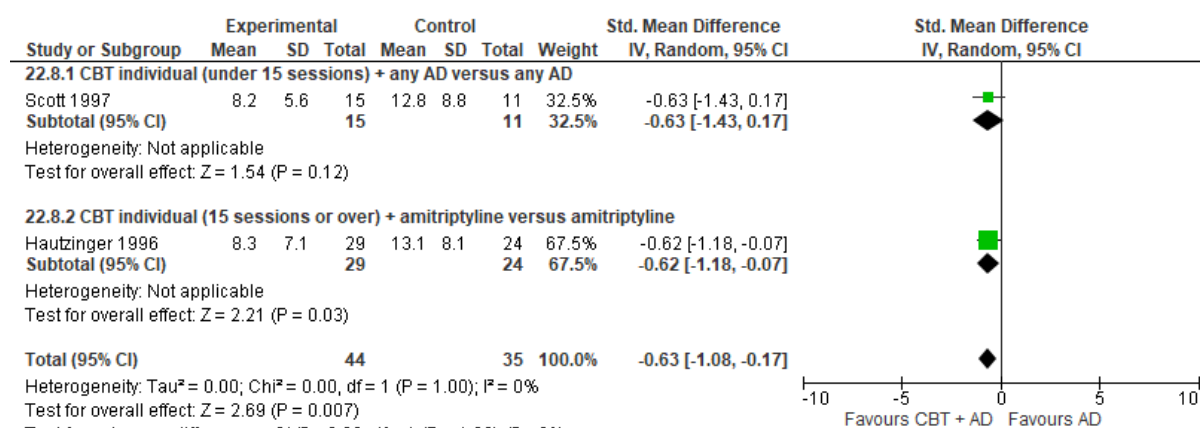 Experimental Control Std. Mean Difference Std. Mean Difference
Study or Subgroup Mean SD Total Mean SD Total Weight IV, Random, 95% CI IV, Random, 95% CI
22.8.1 CBT individual (under 15 sessions) + any AD versus any AD
Scott 1997 8.2 5.6 15 12.8 8.8 11 32.5% -0.63 [-1.43, 0.17]
Subtotal (95% CI) 15 11 32.5% -0.63 [-1.43, 0.17]
Heterogeneity: Not applicable
Test for overall effect: Z = 1.54 (P = 0.12)
22.8.2 CBT individual (15 sessions or over) + amitriptyline versus amitriptyline
Hautzinger 1996 8.3 7.1 29 13.1 8.1 24 67.5% -0.62 [-1.18, -0.07]
Subtotal (95% CI) 29 24 67.5% -0.62 [-1.18, -0.07]
Heterogeneity: Not applicable
Test for overall effect: Z = 2.21 (P = 0.03)
Total (95% CI) 44 35 100.0% -0.63 [-1.08, -0.17]
Heterogeneity: Tau² = 0.00; Chi² = 0.00, df = 1 (P = 1.00); I² = 0%
Test for overall effect: Z = 2.69 (P = 0.007)
-10 -5 0 5 10
Favours CBT + AD Favours AD